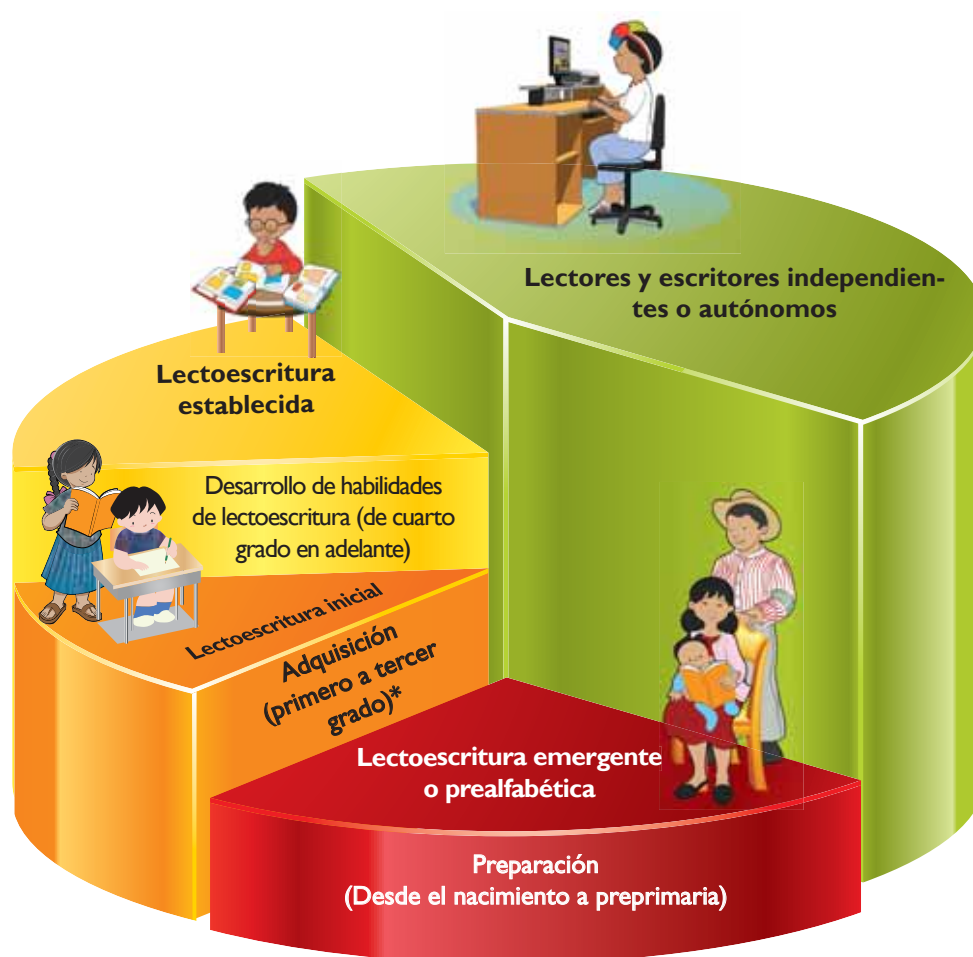 Lectores y escritores independien-
tes o autónomos
Lectoescritura
establecida
Desarrollo de habilidades
de lectoescritura (de cuarto
grado en adelante)
Lectoescritura inicial
Adquisición
(primero a tercer
grado)*
Lectoescritura emergente
o prealfabética
Preparación
(Desde el nacimiento a preprimaria)